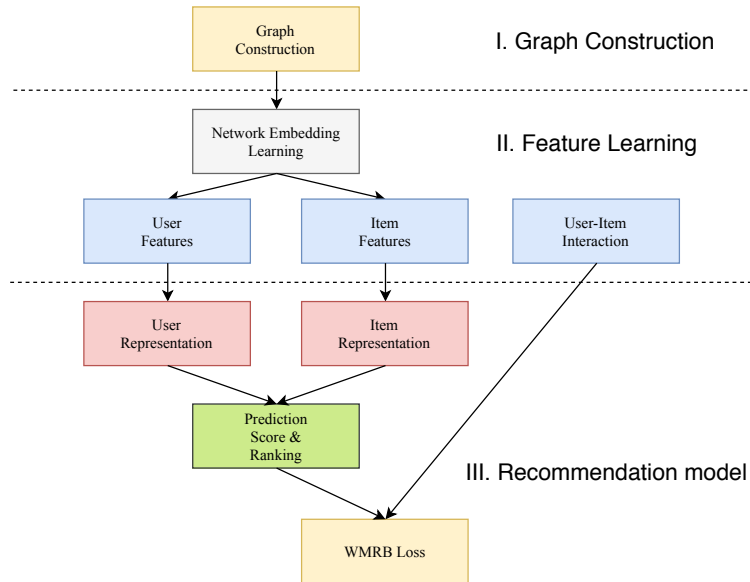 Graph
Construction
I. Graph Construction
Network Embedding
Learning
II. Feature Learning
User
Features
Item
Features
User-Item
Interaction
User
Representation
Item
Representation
Prediction
Score &
Ranking
III. Recommendation model
WMRB Loss